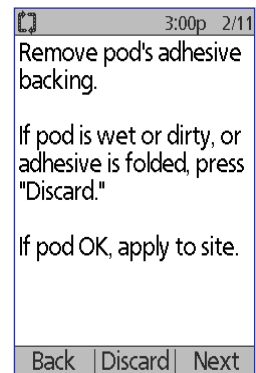 3:00p 2/11
Remove pod's adhesive
backing.
If pod is wet or dirty, or
adhesive is folded, press
"Discard."
If pod OK, apply to site.
Back | Discard | Next